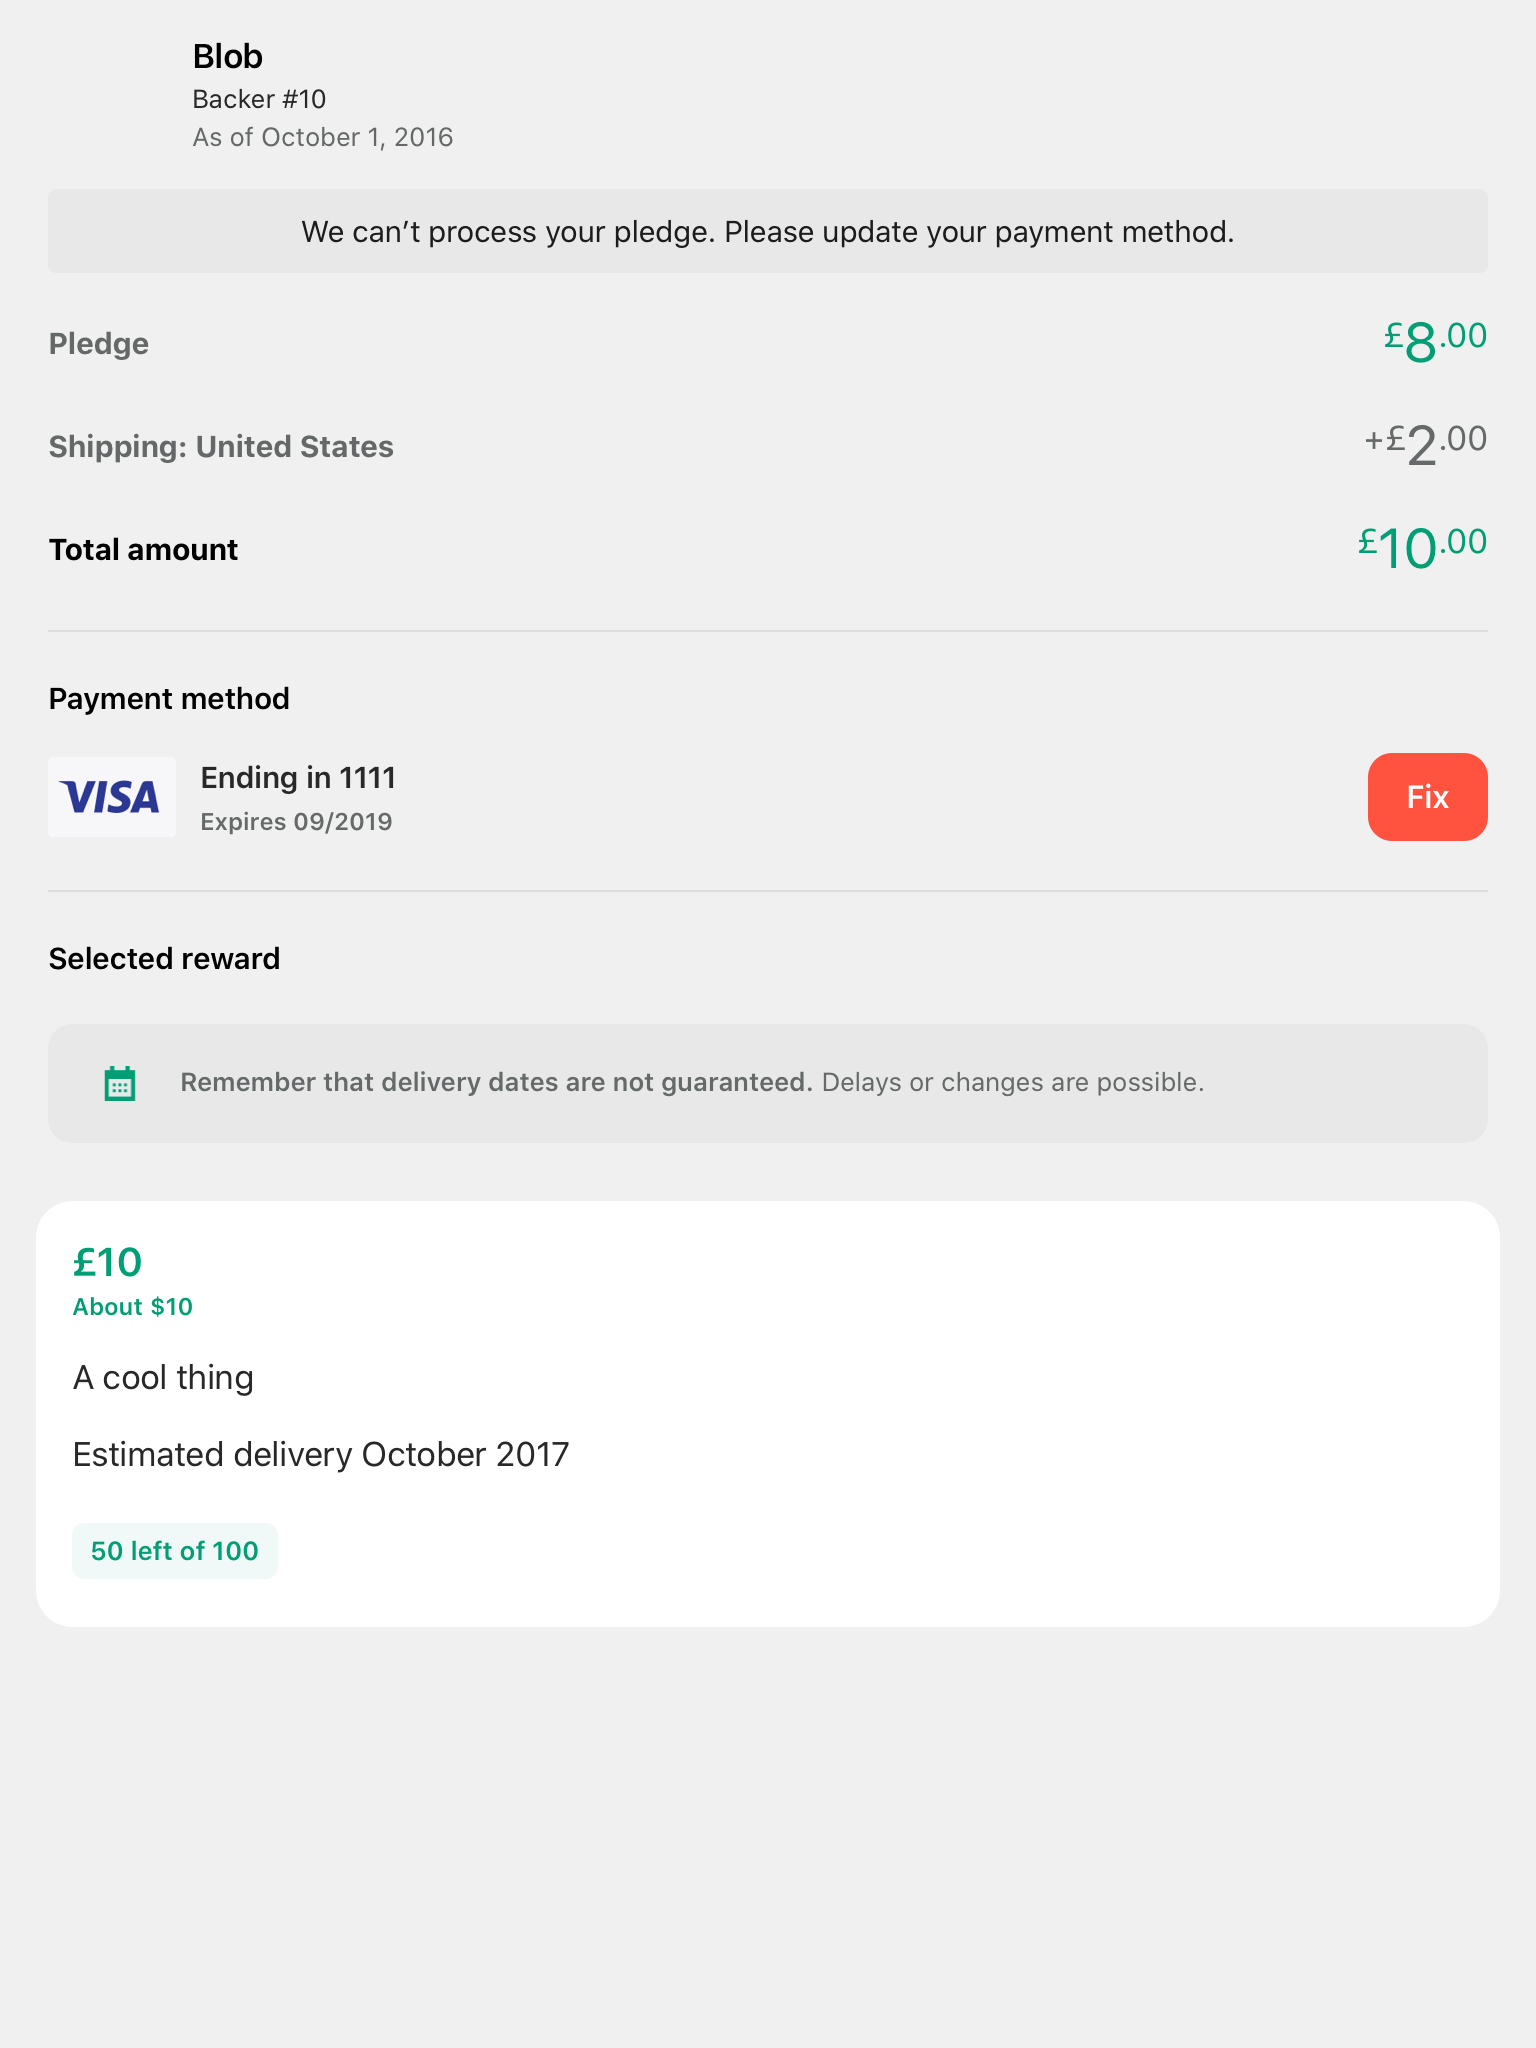 Blob
Backer #10
As of October 1, 2016
We can’t process your pledge. Please update your payment method.
Pledge £8.00
Shipping: United States +£2.00
Total amount £10.00
Payment method
VISA
Ending in 1111
Expires 09/2019
Fix
Selected reward
Remember that delivery dates are not guaranteed. Delays or changes are possible.
£10
About $10
A cool thing
Estimated delivery October 2017
50 left of 100